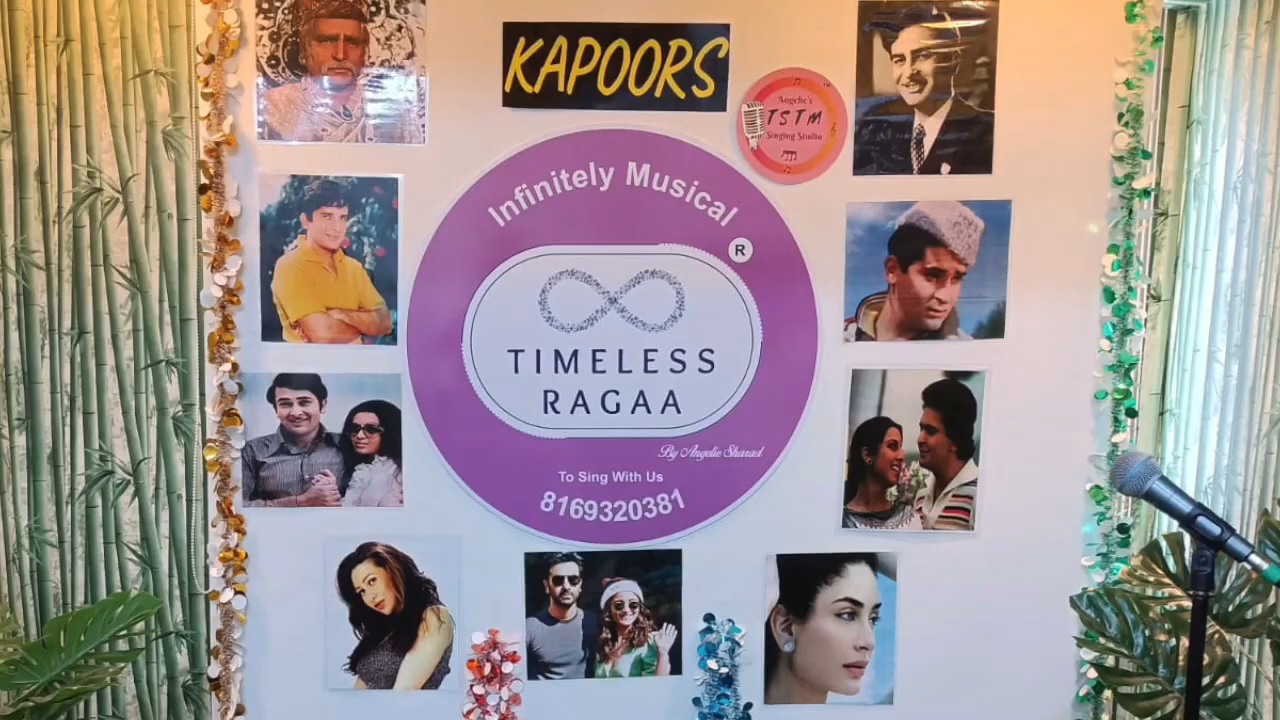 KAPOORS
Angelie's
TSTM
Singing Studio
Infinitely Musical
R
TIMELESS
RAGAA
By Angelie Sharad
To Sing With Us
8169320381